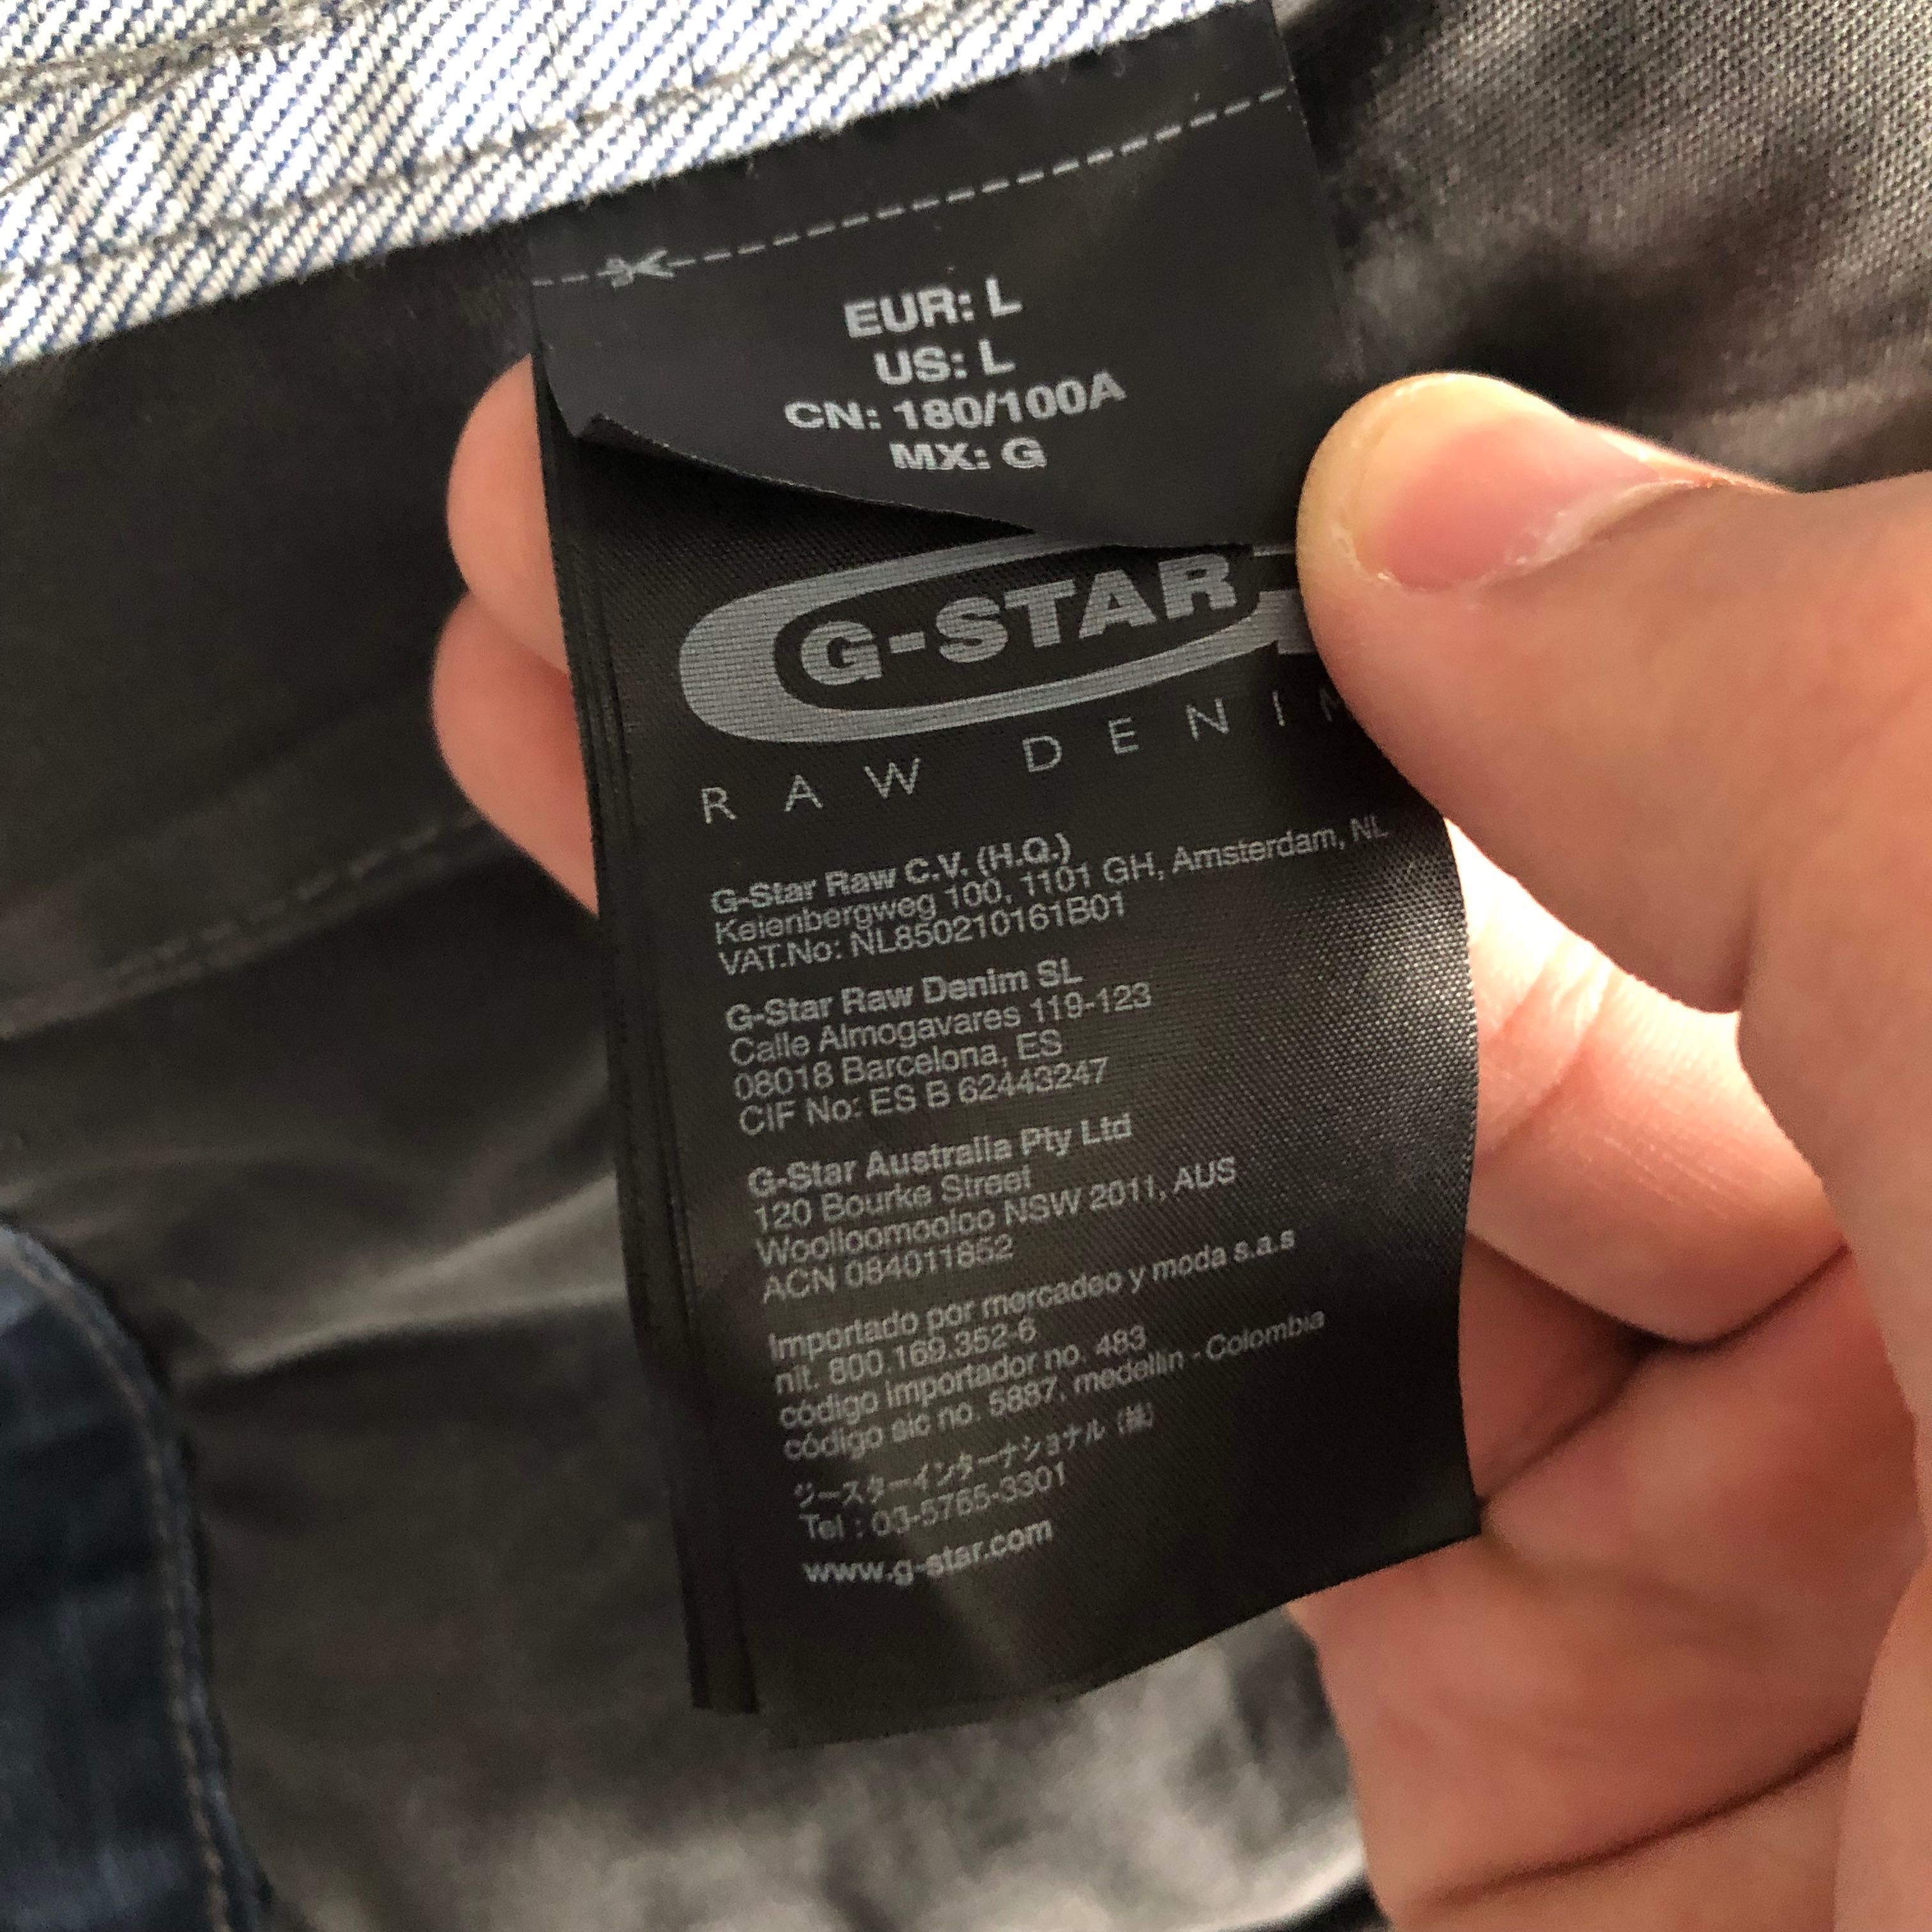 EUR: L
US: L
CN: 180/100A
MX: G
G-STAR
RAW DENIM
G-Star Raw C.V. (H.Q.)
Keienbergweg 100, 1101 GH, Amsterdam, NL
VAT.No: NL850210161B01
G-Star Raw Denim SL
Calle Almogavares 119-123
08018 Barcelona, ES
CIF No: ES B 62443247
G-Star Australia Pty Ltd
120 Bourke Street
Woolloomooloo NSW 2011, AUS
ACN 084011852
Importado por mercadeo y moda s.a.s
nit. 800.169.352-6
código importador no. 483
código sic no. 5887, medellin - Colombia
ジースターインターナショナル (株)
Tel : 03-5765-3301
www.g-star.com